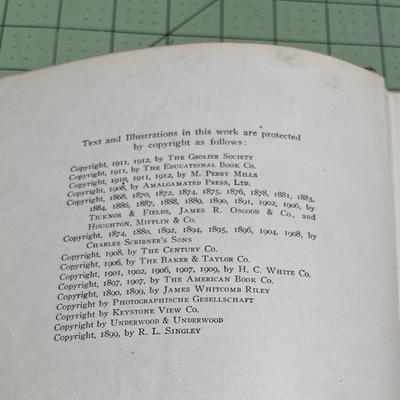 Text and Illustrations in this work are protected
by copyright as follows:
Copyright, 1911, 1912, by THE GROLIER SOCIETY
Copyright, 1911, by THE EDUCATIONAL BOOK CO.
Copyright, 1910, 1911, 1912, by M. PERRY MILLS
Copyright, 1908, by AMALGAMATED PRESS, LTD.
Copyright, 1868, 1870, 1872, 1874, 1875, 1876, 1878, 1881, 1883,
1884, 1886, 1887, 1888, 1889, 1890, 1891, 1902, 1906, by
TICKNOR & FIELDS, JAMES R. OSGOOD & CO., and
HOUGHTON, MIFFLIN & CO.
Copyright, 1874, 1880, 1892, 1894, 1895, 1896, 1904, 1908, by
CHARLES SCRIBNER'S SONS
Copyright, 1908, by THE CENTURY CO.
Copyright, 1906, by THE BAKER & TAYLOR CO.
Copyright, 1901, 1902, 1906, 1907, 1909, by H. C. WHITE CO.
Copyright, 1897, 1907, by THE AMERICAN BOOK CO.
Copyright, 1890, 1899, by JAMES WHITCOMB RILEY
Copyright by PHOTOGRAPHISCHE GESELLSCHAFT
Copyright by KEYSTONE VIEW CO.
Copyright by UNDERWOOD & UNDERWOOD
Copyright, 1899, by R. L. SINGLEY